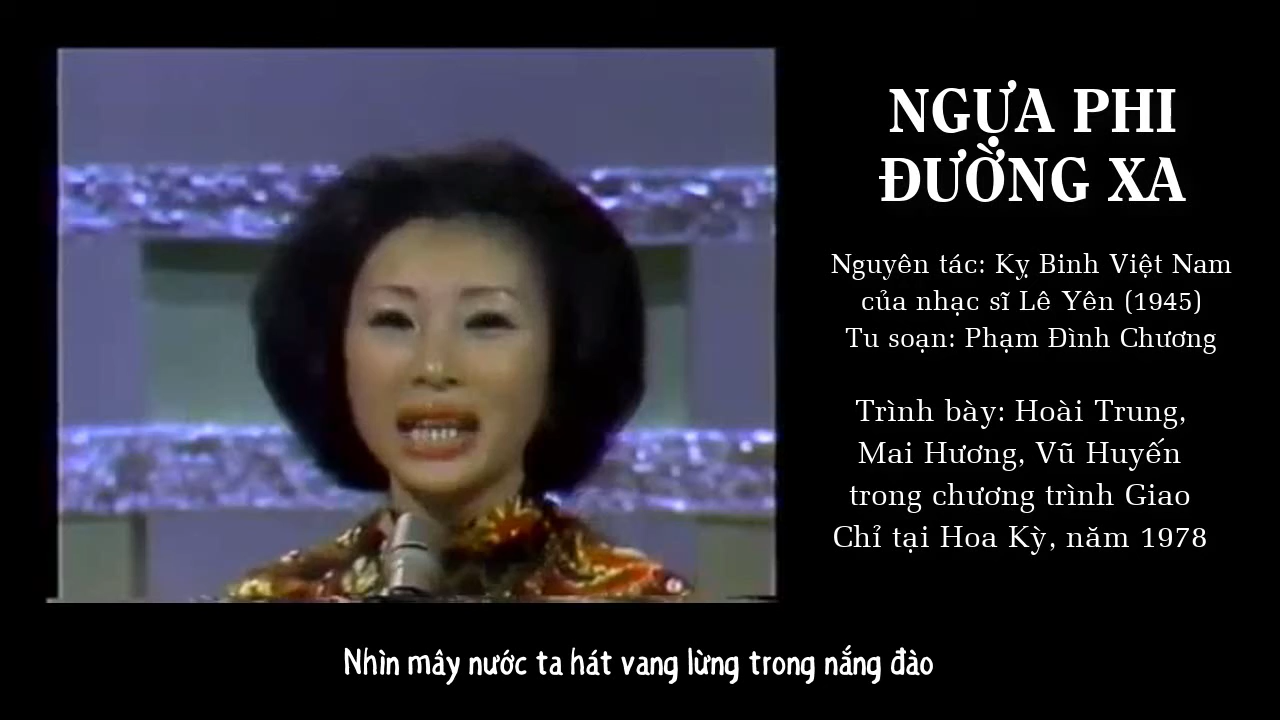 NGỰA PHI
ĐƯỜNG XA
Nguyên tác: Kỵ Binh Việt Nam
của nhạc sĩ Lê Yên (1945)
Tu soạn: Phạm Đình Chương
Trình bày: Hoài Trung,
Mai Hương, Vũ Huyến
trong chương trình Giao
Chỉ tại Hoa Kỳ, năm 1978
Nhìn mây nước ta hát vang lừng trong nắng đào